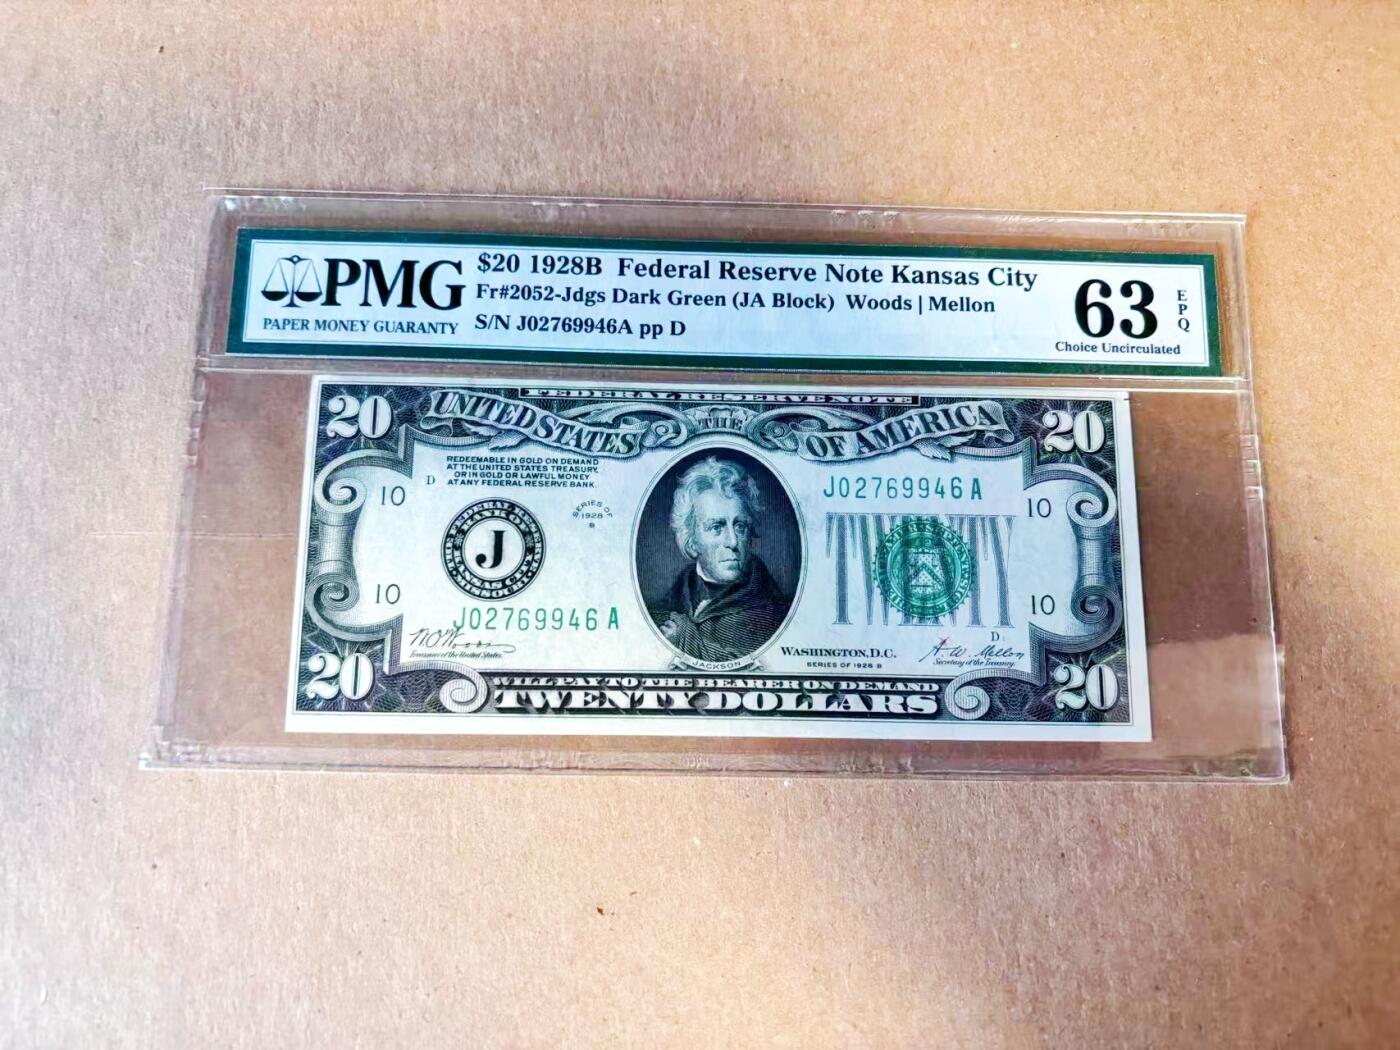 PMG
PAPER MONEY GUARANTY
$20 1928B Federal Reserve Note Kansas City
Fr#2052-Jdgs Dark Green (JA Block) Woods | Mellon
S/N J02769946A pp D
63
EPQ
Choice Uncirculated
FEDERAL RESERVE NOTE
20
UNITED STATES
THE
OF AMERICA
20
REDEEMABLE IN GOLD ON DEMAND
AT THE UNITED STATES TREASURY,
OR IN GOLD OR LAWFUL MONEY
AT ANY FEDERAL RESERVE BANK.
D
10
SERIES OF
1928
B
J02769946A
10
J
10
J02769946A
10
W.O. Woods
Treasurer of the United States.
JACKSON
WASHINGTON, D.C.
SERIES OF 1928 B
D
A.W. Mellon
Secretary of the Treasury.
20
WILL PAY TO THE BEARER ON DEMAND
TWENTY DOLLARS
20